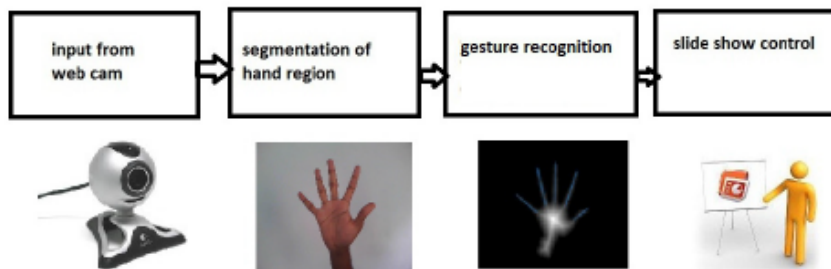 input from
web cam
segmentation of
hand region
gesture recognition
slide show control